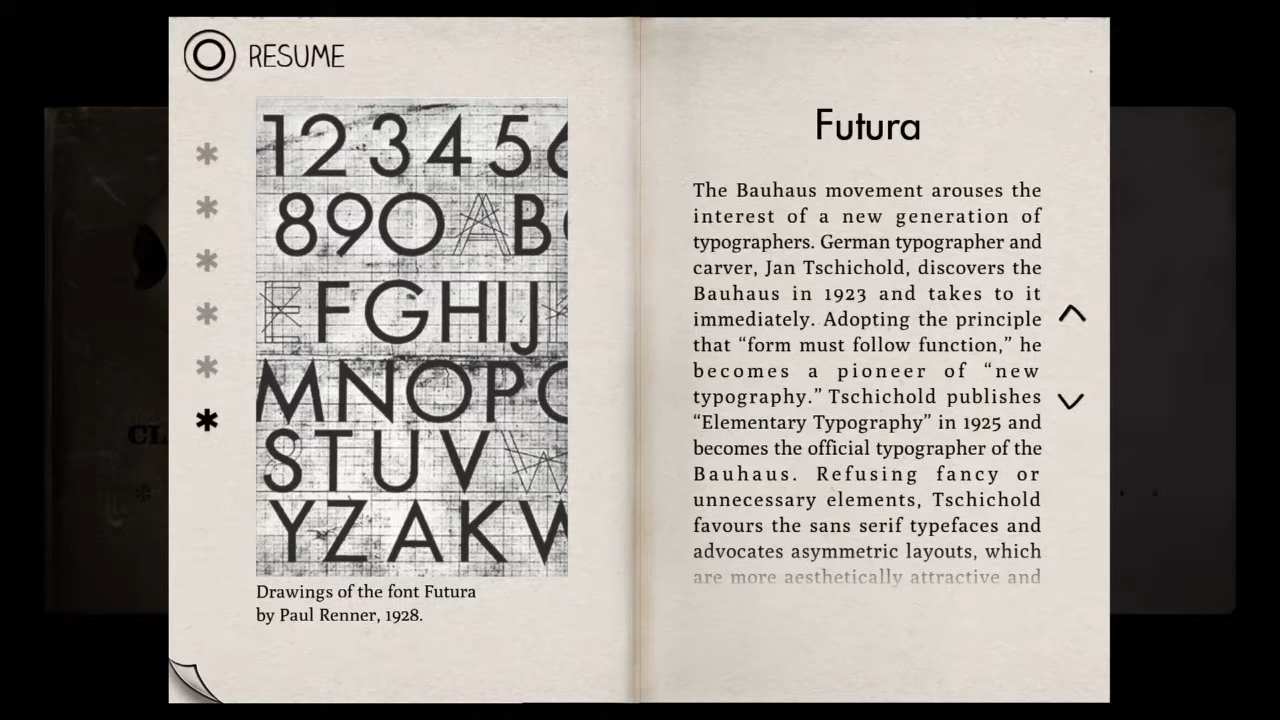 RESUME
1 2 3 4 5 6
8 9 0 A B C
E F G H I J
M N O P
S T U V W
Y Z A K W
Drawings of the font Futura
by Paul Renner, 1928.
Futura
The Bauhaus movement arouses the
interest of a new generation of
typographers. German typographer and
carver, Jan Tschichold, discovers the
Bauhaus in 1923 and takes to it
immediately. Adopting the principle
that “form must follow function,” he
becomes a pioneer of “new
typography.” Tschichold publishes
“Elementary Typography” in 1925 and
becomes the official typographer of the
Bauhaus. Refusing fancy or
unnecessary elements, Tschichold
favours the sans serif typefaces and
advocates asymmetric layouts, which
are more aesthetically attractive and